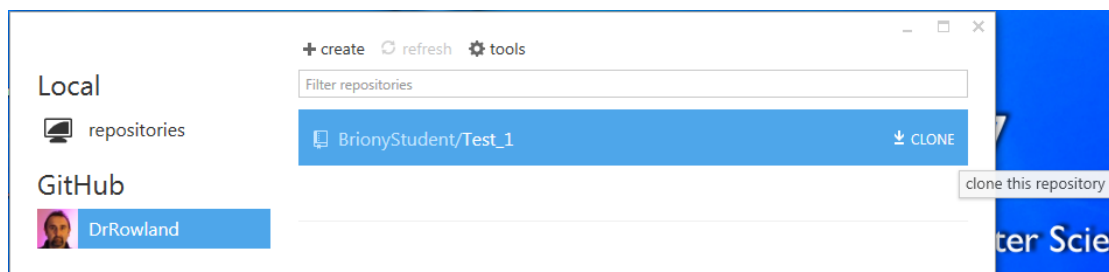 create refresh tools
Local
Filter repositories
repositories
BrionyStudent/Test_1 CLONE
GitHub
clone this repository
DrRowland
ter Scie